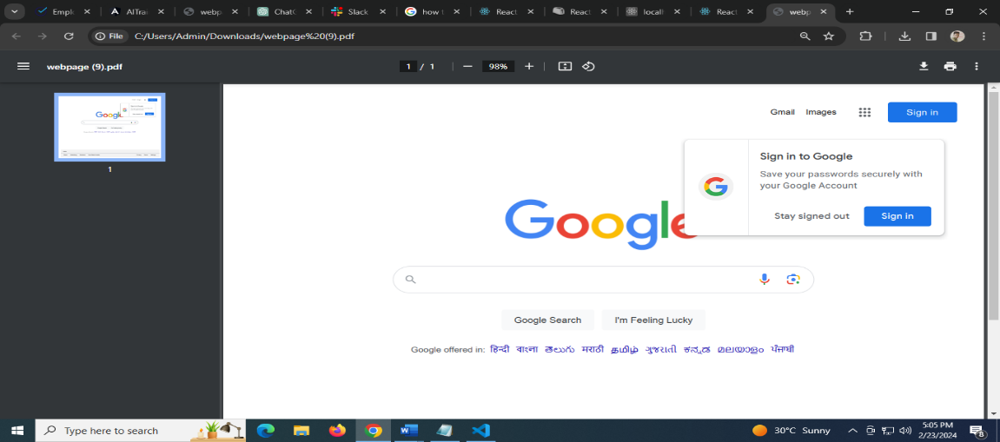 Emplo
AITrai
webp
ChatG
Slack
how t
React
React
localh
React
webp
File
C:/Users/Admin/Downloads/webpage%20(9).pdf
webpage (9).pdf
1 / 1
98%
1
Gmail
Images
Sign in
Sign in to Google
Save your passwords securely with
your Google Account
Stay signed out
Sign in
Google
Google Search
I'm Feeling Lucky
Google offered in: हिन्दी বাংলা తెలుగు मराठी தமிழ் ગુજરાતી ಕನ್ನಡ മലയാളം ਪੰਜਾਬੀ
Type here to search
30°C Sunny
5:05 PM
2/23/2024
8